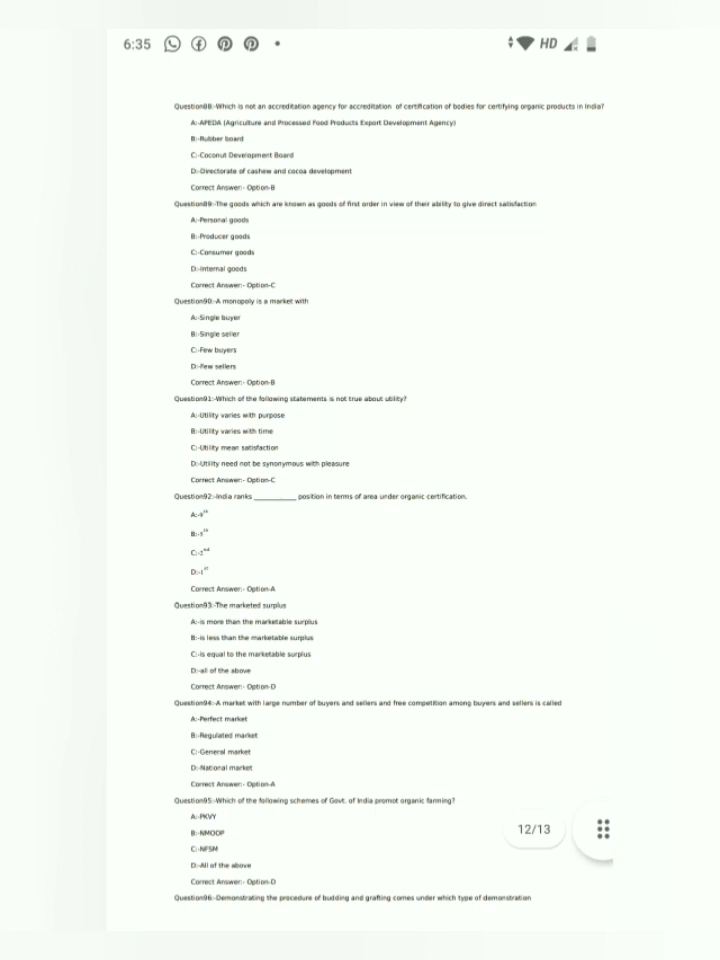 6:35
HD
Question88:-Which is not an accreditation agency for accreditation of certification of bodies for certifying organic products in India?
A:-APEDA (Agriculture and Processed Food Products Export Development Agency)
B:-Rubber board
C:-Coconut Development Board
D:-Directorate of cashew and cocoa development
Correct Answer:- Option-B
Question89:-The goods which are known as goods of first order in view of their ability to give direct satisfaction
A:-Personal goods
B:-Producer goods
C:-Consumer goods
D:-Internal goods
Correct Answer:- Option-C
Question90:-A monopoly is a market with
A:-Single buyer
B:-Single seller
C:-Few buyers
D:-Few sellers
Correct Answer:- Option-B
Question91:-Which of the following statements is not true about utility?
A:-Utility varies with purpose
B:-Utility varies with time
C:-Utility mean satisfaction
D:-Utility need not be synonymous with pleasure
Correct Answer:- Option-C
Question92:-India ranks ____________ position in terms of area under organic certification.
A:-9th
B:-5th
C:-2nd
D:-1st
Correct Answer:- Option-A
Question93:-The marketed surplus
A:-is more than the marketable surplus
B:-is less than the marketable surplus
C:-is equal to the marketable surplus
D:-all of the above
Correct Answer:- Option-D
Question94:-A market with large number of buyers and sellers and free competition among buyers and sellers is called
A:-Perfect market
B:-Regulated market
C:-General market
D:-National market
Correct Answer:- Option-A
Question95:-Which of the following schemes of Govt. of India promot organic farming?
A:-PKVY
B:-NMOOP
C:-NFSM
D:-All of the above
Correct Answer:- Option-D
12/13
Question96:-Demonstrating the procedure of budding and grafting comes under which type of demonstration